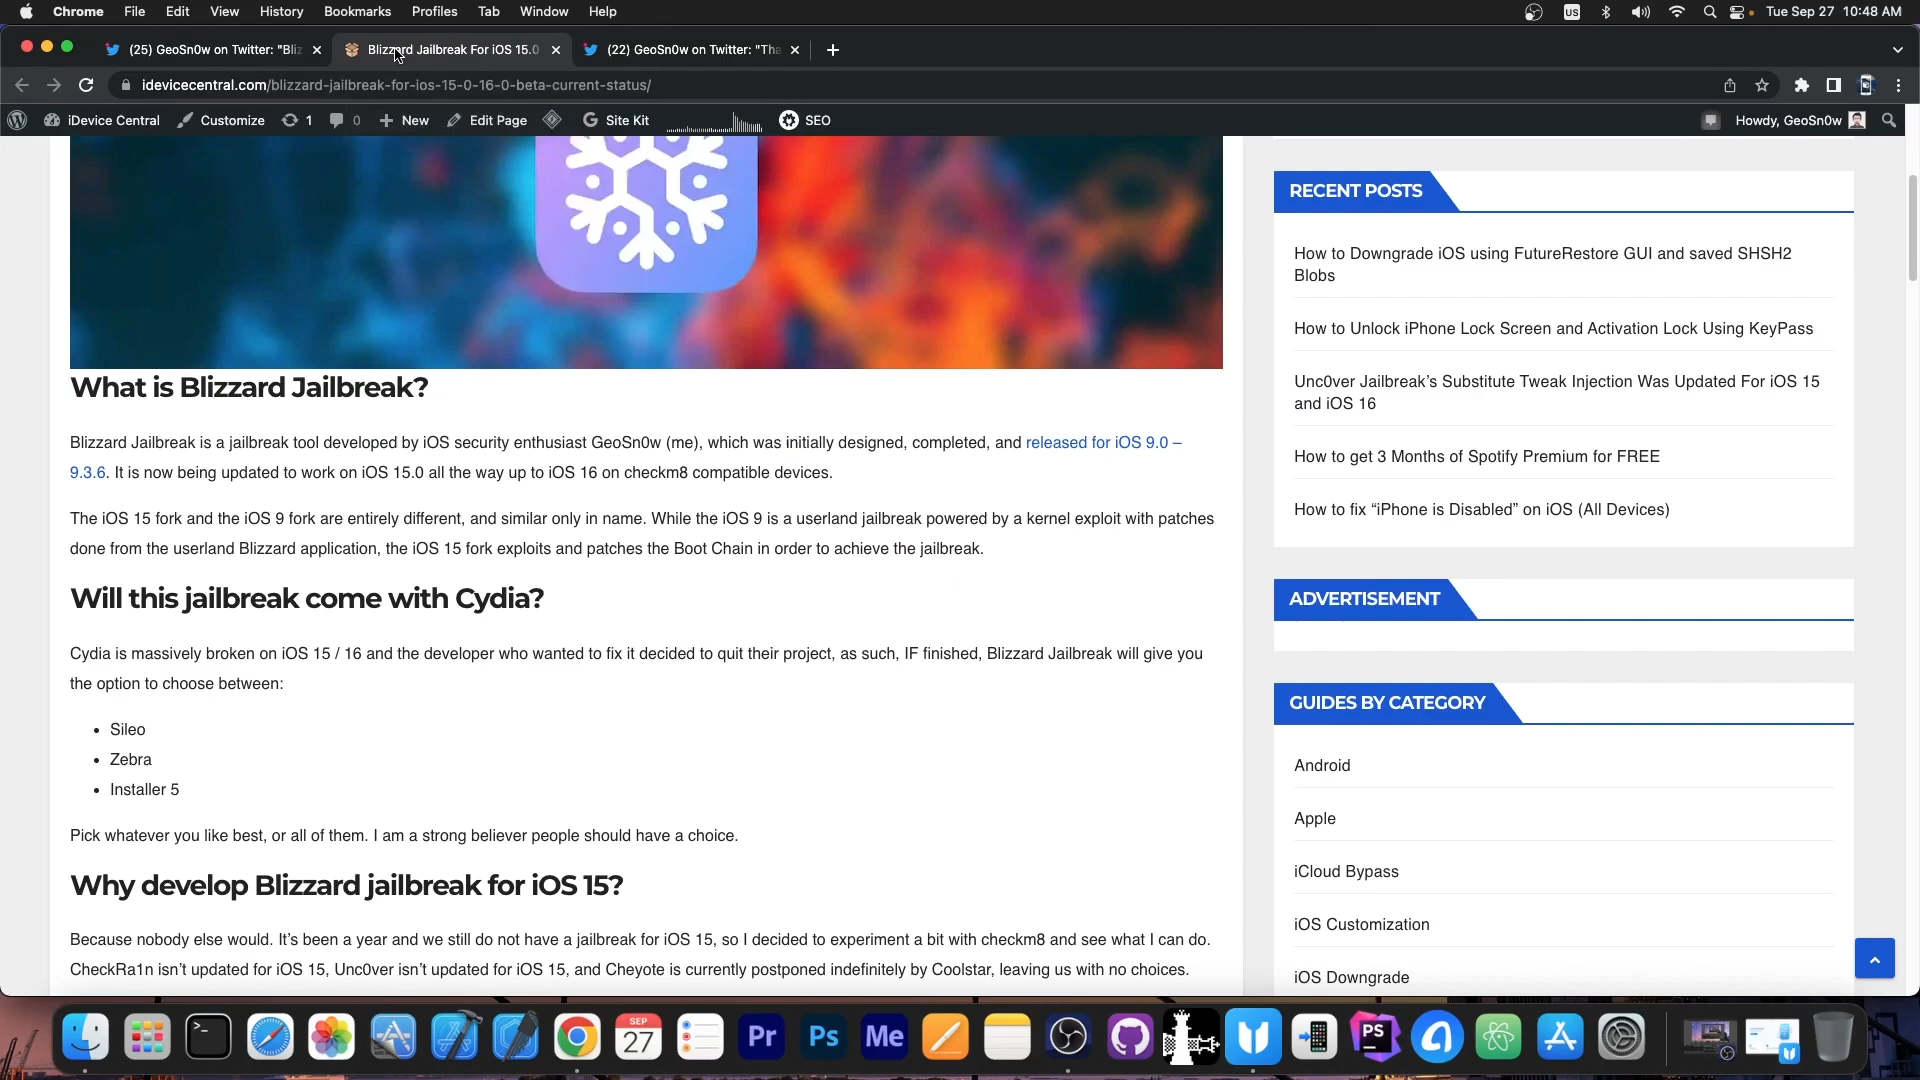 Chrome File Edit View History Bookmarks Profiles Tab Window Help US Tue Sep 27 10:48 AM
(25) GeoSn0w on Twitter: "Bliz Blizzard Jailbreak For iOS 15.0 (22) GeoSn0w on Twitter: "Tha
idevicecentral.com/blizzard-jailbreak-for-ios-15-0-16-0-beta-current-status/
iDevice Central Customize 1 0 New Edit Page Site Kit SEO Howdy, GeoSn0w
What is Blizzard Jailbreak?
Blizzard Jailbreak is a jailbreak tool developed by iOS security enthusiast GeoSn0w (me), which was initially designed, completed, and released for iOS 9.0 –
9.3.6. It is now being updated to work on iOS 15.0 all the way up to iOS 16 on checkm8 compatible devices.
The iOS 15 fork and the iOS 9 fork are entirely different, and similar only in name. While the iOS 9 is a userland jailbreak powered by a kernel exploit with patches
done from the userland Blizzard application, the iOS 15 fork exploits and patches the Boot Chain in order to achieve the jailbreak.
Will this jailbreak come with Cydia?
Cydia is massively broken on iOS 15 / 16 and the developer who wanted to fix it decided to quit their project, as such, IF finished, Blizzard Jailbreak will give you
the option to choose between:
• Sileo
• Zebra
• Installer 5
Pick whatever you like best, or all of them. I am a strong believer people should have a choice.
Why develop Blizzard jailbreak for iOS 15?
Because nobody else would. It's been a year and we still do not have a jailbreak for iOS 15, so I decided to experiment a bit with checkm8 and see what I can do.
CheckRa1n isn't updated for iOS 15, Unc0ver isn't updated for iOS 15, and Cheyote is currently postponed indefinitely by Coolstar, leaving us with no choices.
RECENT POSTS
How to Downgrade iOS using FutureRestore GUI and saved SHSH2
Blobs
How to Unlock iPhone Lock Screen and Activation Lock Using KeyPass
Unc0ver Jailbreak's Substitute Tweak Injection Was Updated For iOS 15
and iOS 16
How to get 3 Months of Spotify Premium for FREE
How to fix “iPhone is Disabled” on iOS (All Devices)
ADVERTISEMENT
GUIDES BY CATEGORY
Android
Apple
iCloud Bypass
iOS Customization
iOS Downgrade
SEP
27
Pr
Ps
Me
PS